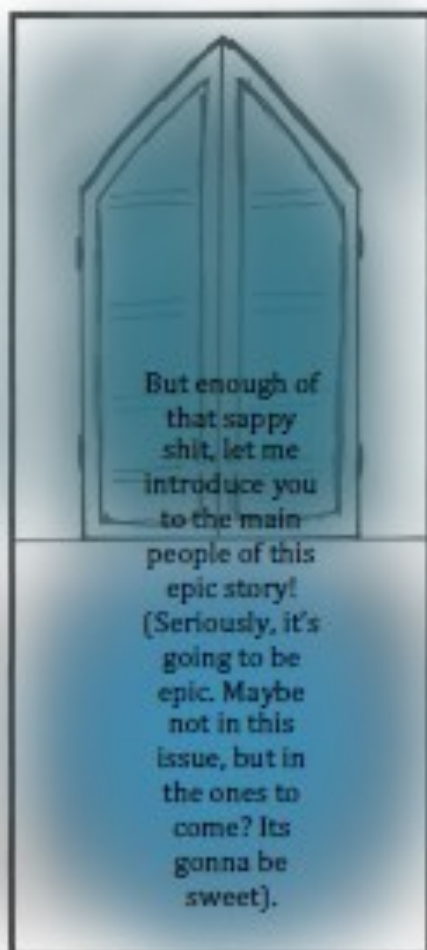 But enough of
that sappy
shit, let me
introduce you
to the main
people of this
epic story!
(Seriously, it's
going to be
epic. Maybe
not in this
issue, but in
the ones to
come? Its
gonna be
sweet).